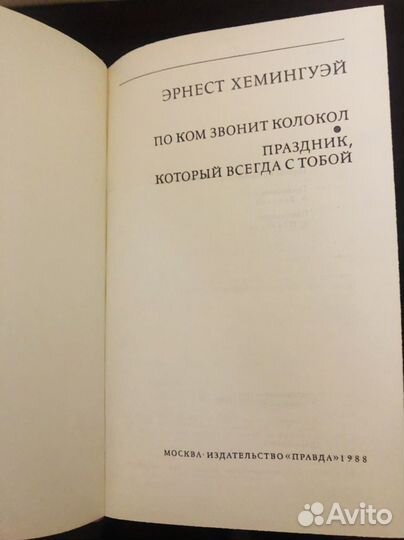 ЭРНЕСТ ХЕМИНГУЭЙ
ПО КОМ ЗВОНИТ КОЛОКОЛ
ПРАЗДНИК,
КОТОРЫЙ ВСЕГДА С ТОБОЙ
МОСКВА·ИЗДАТЕЛЬСТВО «ПРАВДА» 1988
Avito